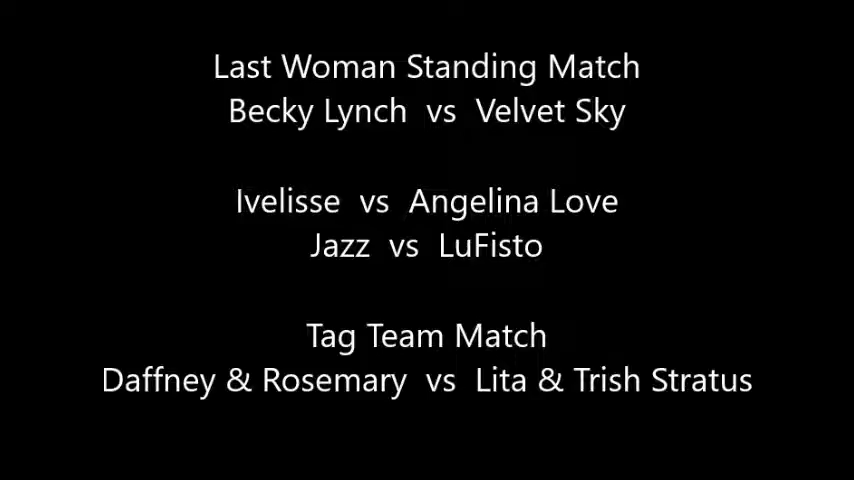 Last Woman Standing Match
Becky Lynch vs Velvet Sky
Ivelisse vs Angelina Love
Jazz vs LuFisto
Tag Team Match
Daffney & Rosemary vs Lita & Trish Stratus